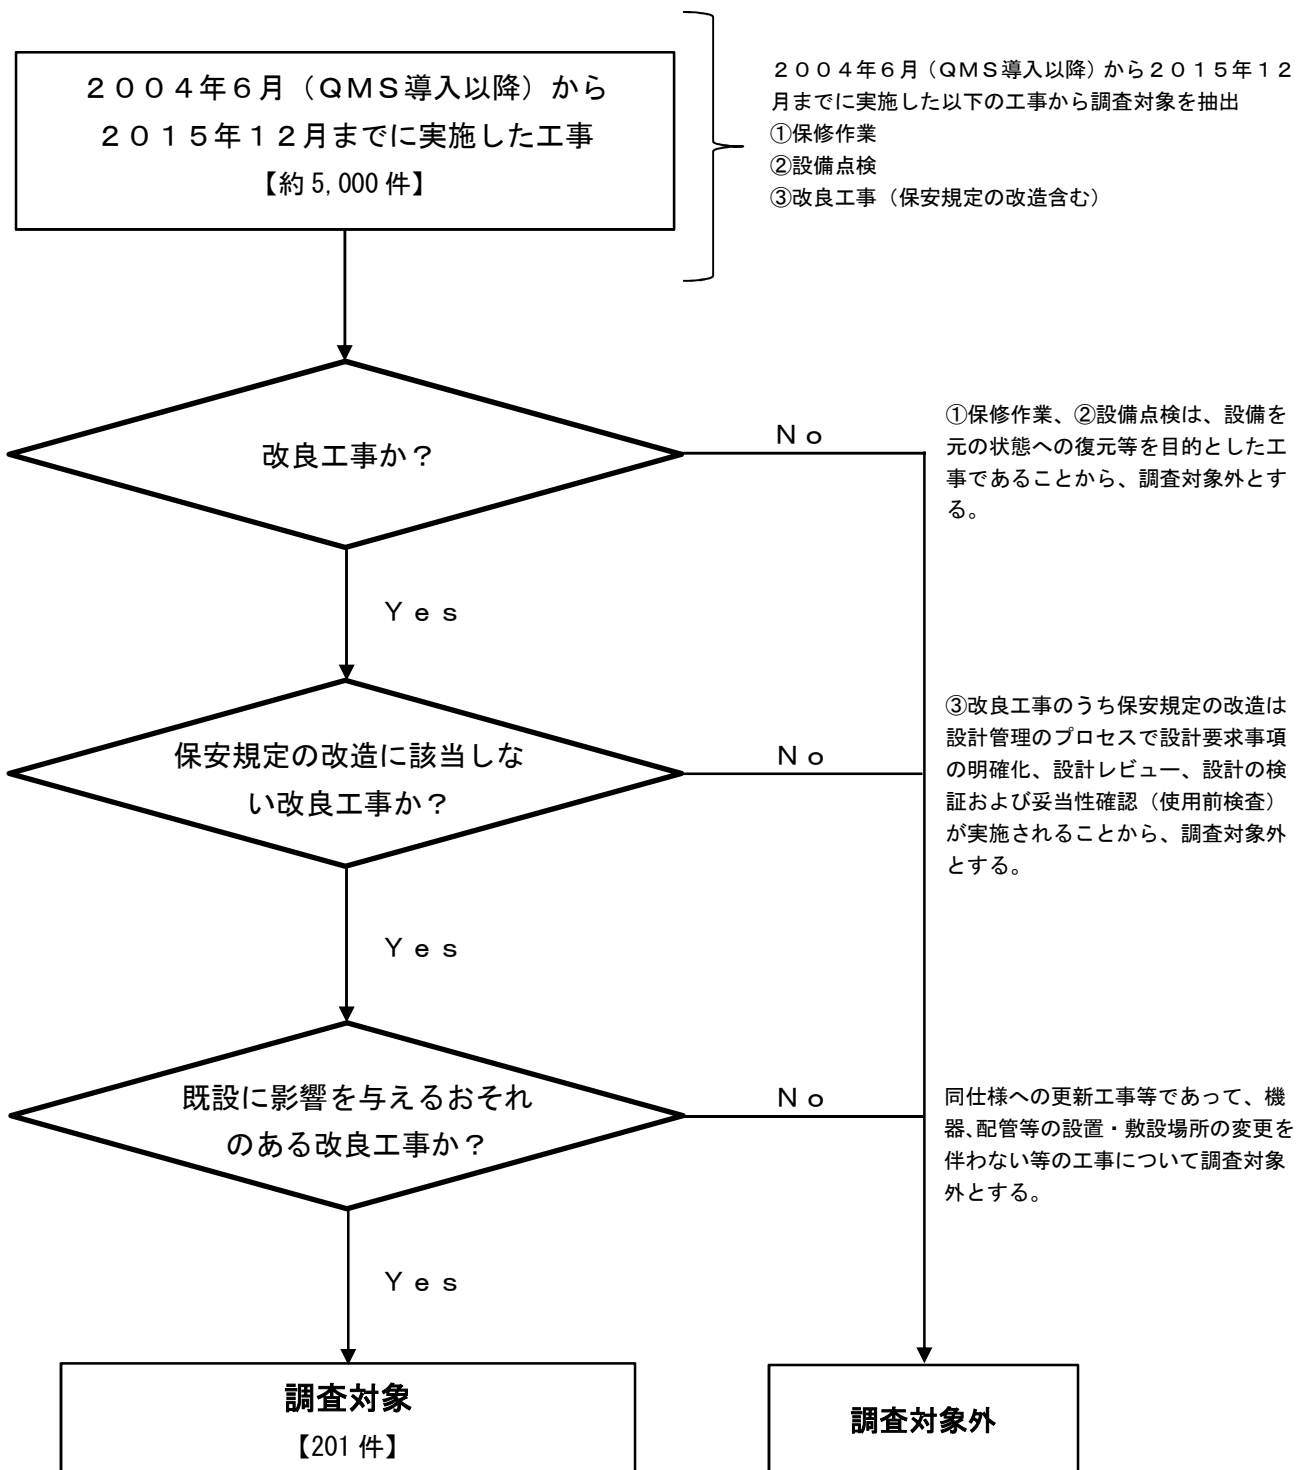 ２００４年６月（ＱＭＳ導入以降）から
２０１５年１２月までに実施した工事
【約5,000件】
２００４年６月（ＱＭＳ導入以降）から２０１５年１２
月までに実施した以下の工事から調査対象を抽出
①保修作業
②設備点検
③改良工事（保安規定の改造含む）
改良工事か？
Ｎｏ
①保修作業、②設備点検は、設備を
元の状態への復元等を目的とした工
事であることから、調査対象外とす
る。
Ｙｅｓ
保安規定の改造に該当しな
い改良工事か？
Ｎｏ
③改良工事のうち保安規定の改造は
設計管理のプロセスで設計要求事項
の明確化、設計レビュー、設計の検
証および妥当性確認（使用前検査）
が実施されることから、調査対象外
とする。
Ｙｅｓ
既設に影響を与えるおそれ
のある改良工事か？
Ｎｏ
同仕様への更新工事等であって、機
器、配管等の設置・敷設場所の変更を
伴わない等の工事について調査対象
外とする。
Ｙｅｓ
調査対象
【201件】
調査対象外